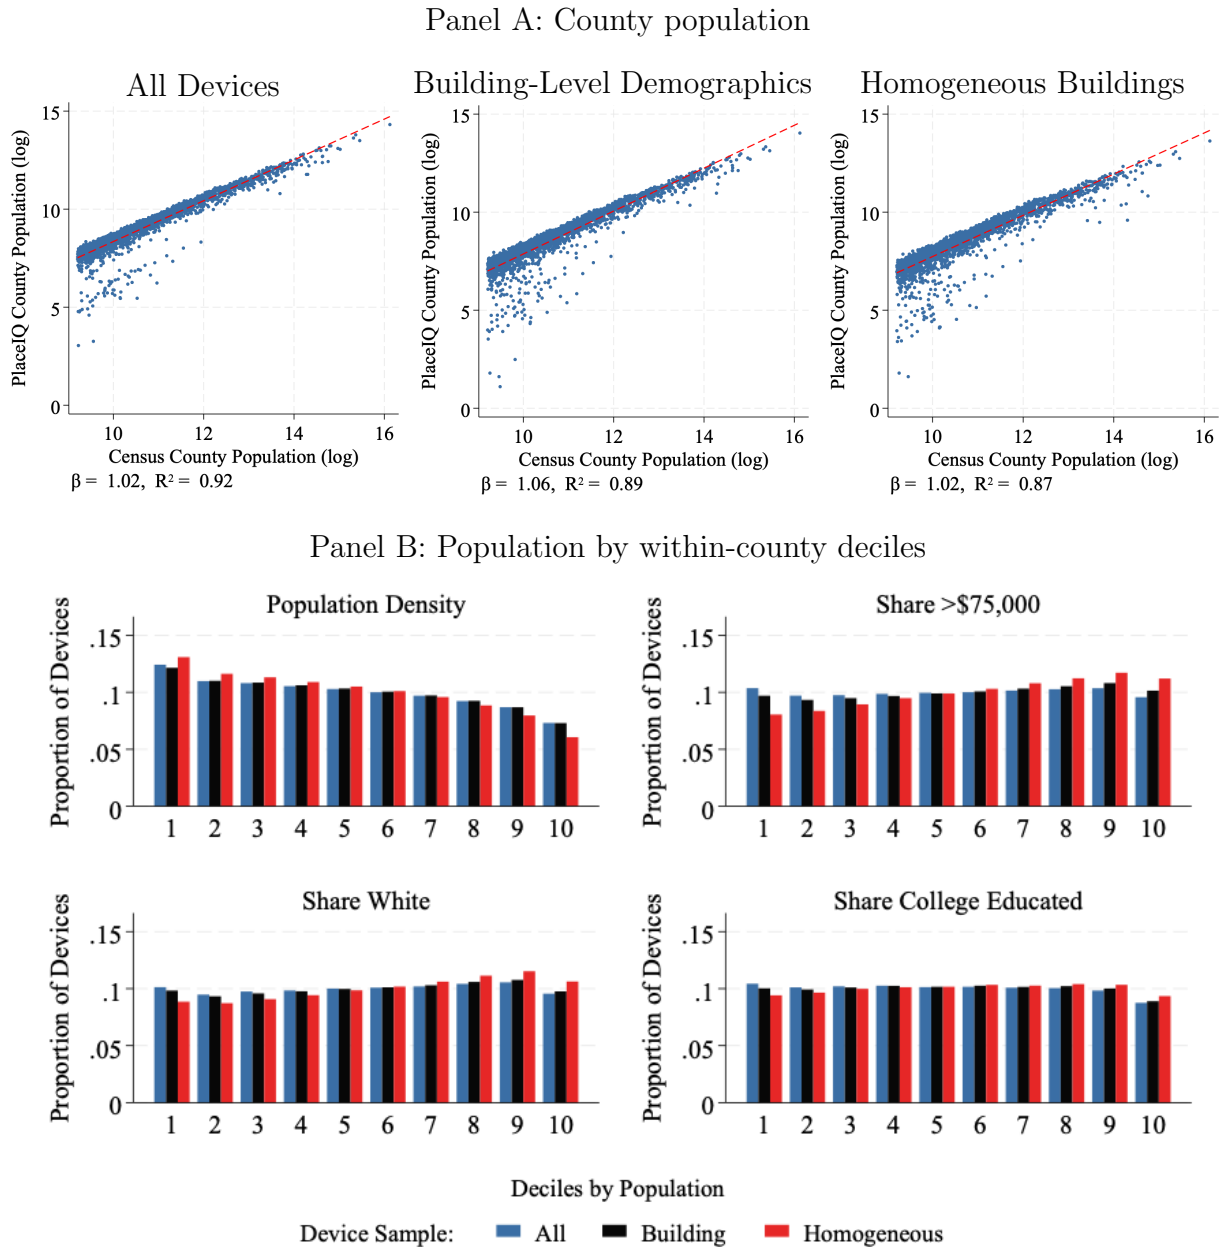 Panel A: County population
All Devices
Building-Level Demographics
Homogeneous Buildings
PlaceIQ County Population (log)
15
10
5
0
10 12 14 16
Census County Population (log)
β = 1.02, R² = 0.92
PlaceIQ County Population (log)
15
10
5
0
10 12 14 16
Census County Population (log)
β = 1.06, R² = 0.89
PlaceIQ County Population (log)
15
10
5
0
10 12 14 16
Census County Population (log)
β = 1.02, R² = 0.87
Panel B: Population by within-county deciles
Population Density
Proportion of Devices
.15
.1
.05
0
1 2 3 4 5 6 7 8 9 10
Share >$75,000
Proportion of Devices
.15
.1
.05
0
1 2 3 4 5 6 7 8 9 10
Share White
Proportion of Devices
.15
.1
.05
0
1 2 3 4 5 6 7 8 9 10
Share College Educated
Proportion of Devices
.15
.1
.05
0
1 2 3 4 5 6 7 8 9 10
Deciles by Population
Device Sample: All Building Homogeneous